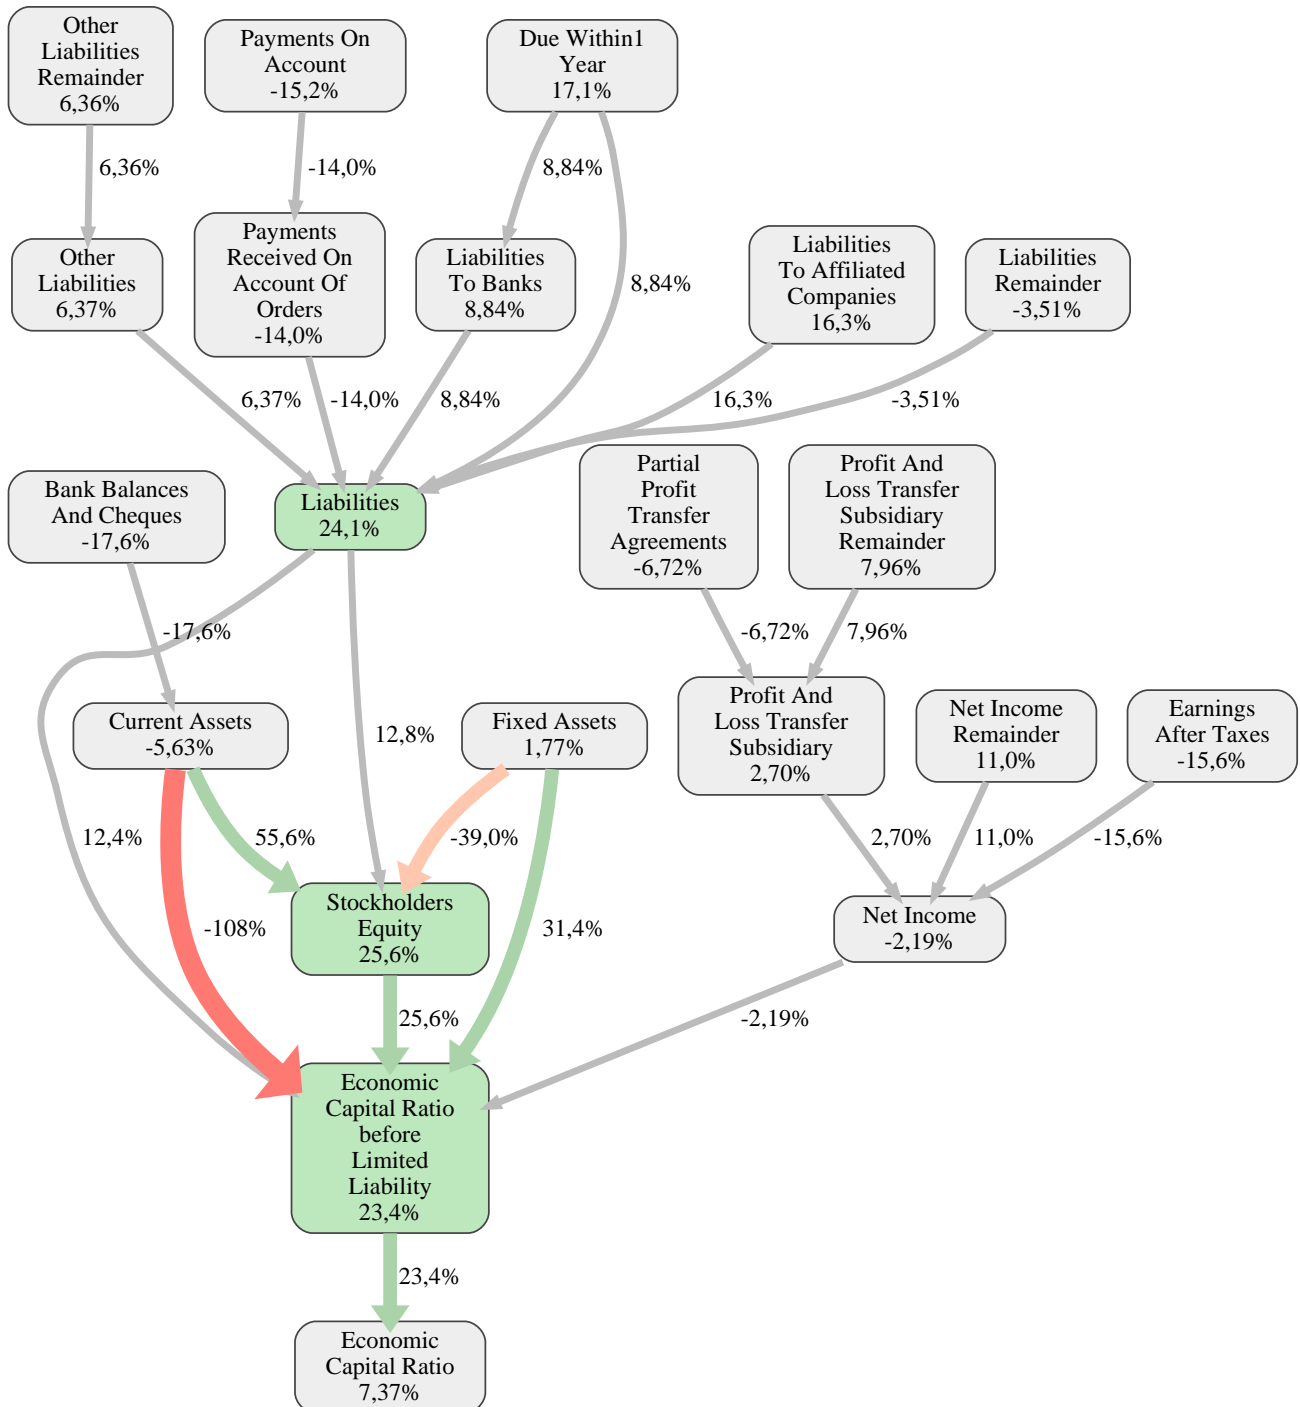 Other
Liabilities
Remainder
6,36%
Payments On
Account
-15,2%
Due Within1
Year
17,1%
6,36%
-14,0%
8,84%
Other
Liabilities
6,37%
Payments
Received On
Account Of
Orders
-14,0%
Liabilities
To Banks
8,84%
8,84%
Liabilities
To Affiliated
Companies
16,3%
Liabilities
Remainder
-3,51%
6,37%
-14,0%
8,84%
16,3%
-3,51%
Bank Balances
And Cheques
-17,6%
Liabilities
24,1%
Partial
Profit
Transfer
Agreements
-6,72%
Profit And
Loss Transfer
Subsidiary
Remainder
7,96%
-17,6%
-6,72%
7,96%
Current Assets
-5,63%
12,8%
Fixed Assets
1,77%
Profit And
Loss Transfer
Subsidiary
2,70%
Net Income
Remainder
11,0%
Earnings
After Taxes
-15,6%
12,4%
55,6%
-39,0%
2,70%
11,0%
-15,6%
-108%
Stockholders
Equity
25,6%
31,4%
Net Income
-2,19%
25,6%
-2,19%
Economic
Capital Ratio
before
Limited
Liability
23,4%
23,4%
Economic
Capital Ratio
7,37%